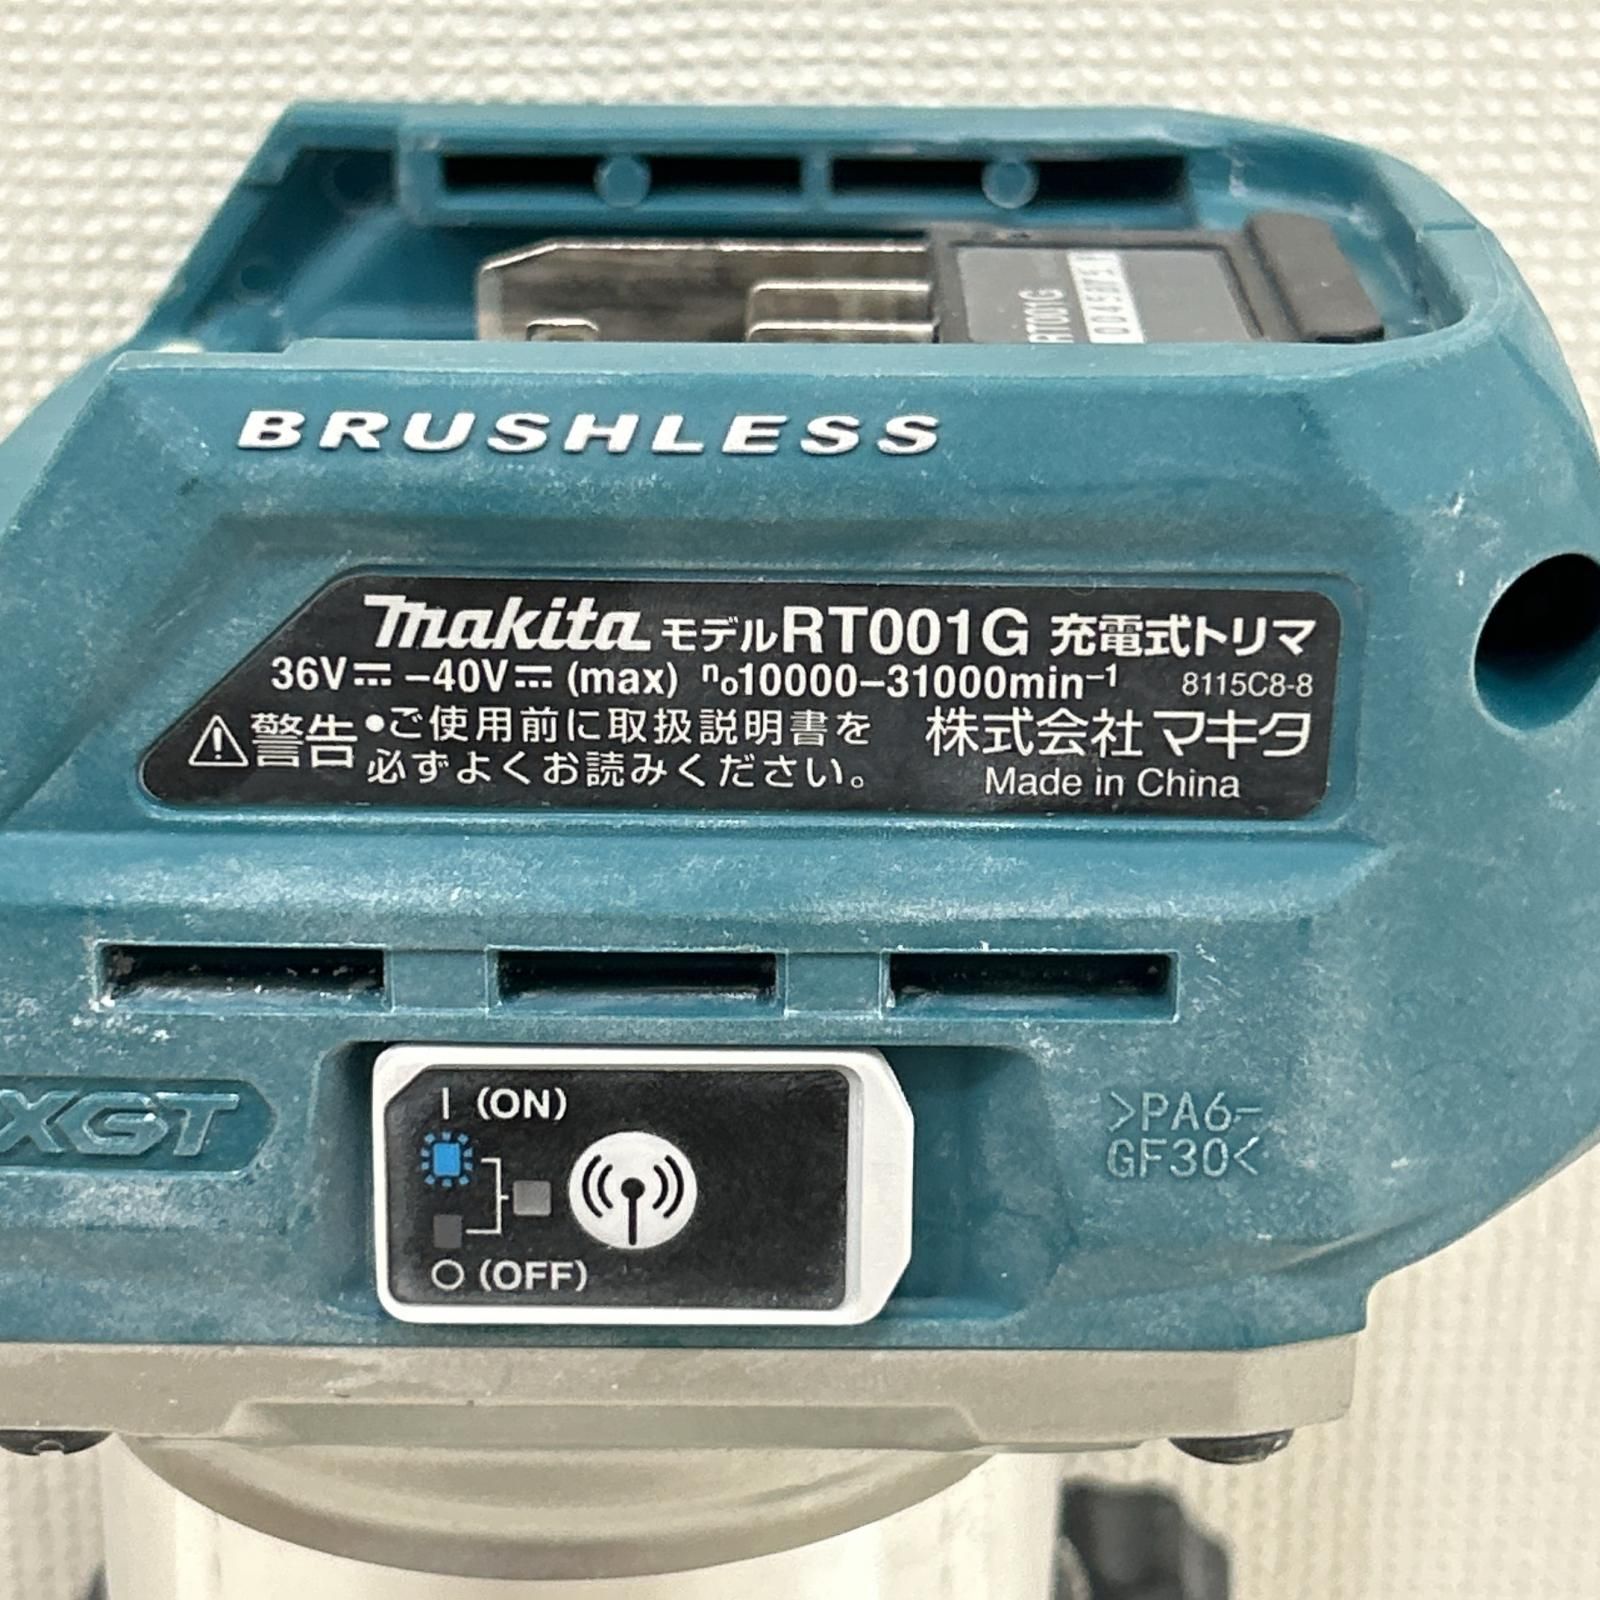 RT001G
BRUSHLESS
makita モデルRT001G 充電式トリマ
36V⎓ –40V⎓ (max) n₀10000–31000min⁻¹ 8115C8-8
⚠警告 •ご使用前に取扱説明書を 株式会社マキタ
必ずよくお読みください。 Made in China
XGT
| (ON)
○ (OFF)
>PA6-
GF30<